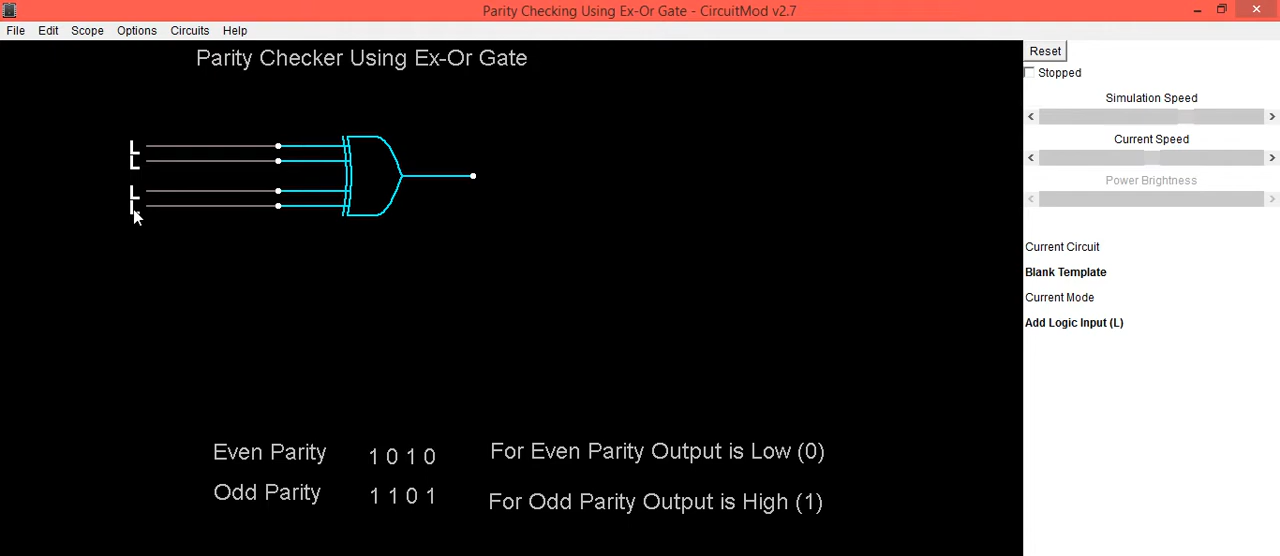 Parity Checking Using Ex-Or Gate - CircuitMod v2.7
File Edit Scope Options Circuits Help
Parity Checker Using Ex-Or Gate
L
L
L
L
Even Parity 1 0 1 0 For Even Parity Output is Low (0)
Odd Parity 1 1 0 1 For Odd Parity Output is High (1)
Reset
Stopped
Simulation Speed
Current Speed
Power Brightness
Current Circuit
Blank Template
Current Mode
Add Logic Input (L)